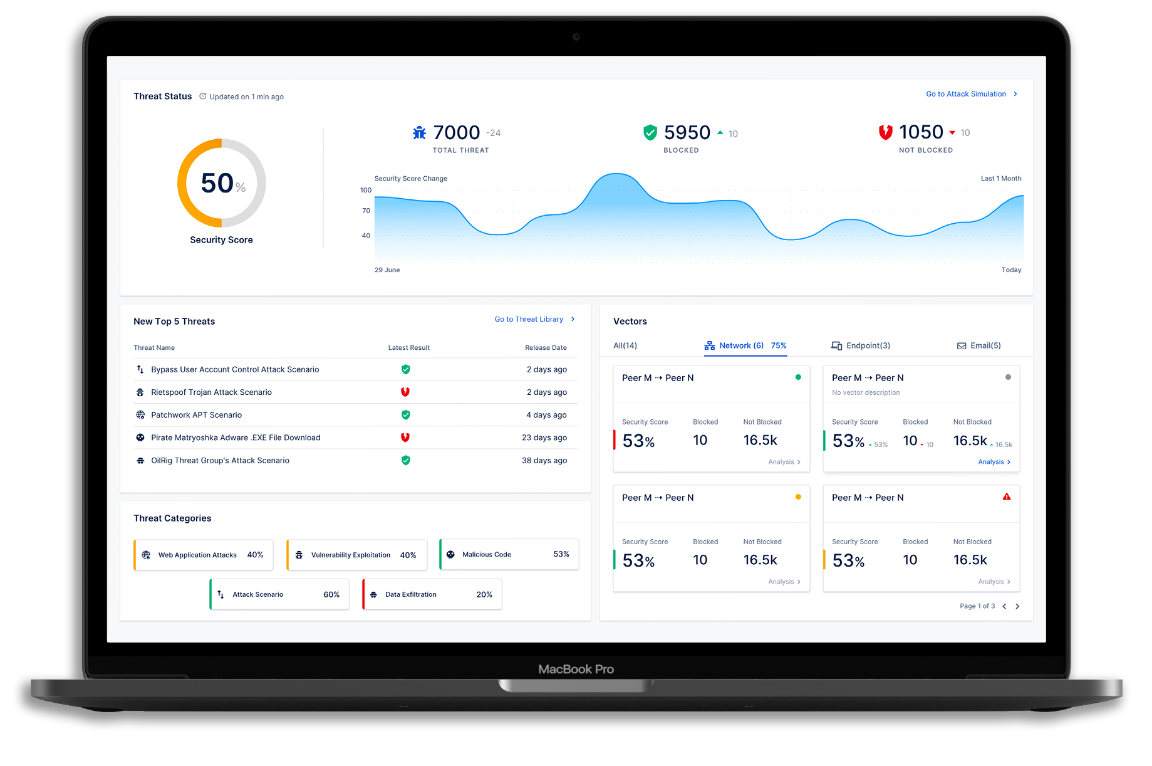 Threat Status Updated on 1 min ago
Go to Attack Simulation >
7000 -24
TOTAL THREAT
5950 10
BLOCKED
1050 10
NOT BLOCKED
50%
Security Score
Security Score Change
Last 1 Month
100
70
40
29 June
Today
New Top 5 Threats
Go to Threat Library >
Threat Name Latest Result Release Date
Bypass User Account Control Attack Scenario 2 days ago
Rietspoof Trojan Attack Scenario 2 days ago
Patchwork APT Scenario 4 days ago
Pirate Matryoshka Adware .EXE File Download 23 days ago
OilRig Threat Group's Attack Scenario 38 days ago
Threat Categories
Web Application Attacks 40%
Vulnerability Exploitation 40%
Malicious Code 53%
Attack Scenario 60%
Data Exfiltration 20%
Vectors
All(14) Network (6) 75% Endpoint(3) Email(5)
Peer M ⇢ Peer N
Security Score Blocked Not Blocked
53% 10 16.5k
Analysis >
Peer M ⇢ Peer N
No vector description
Security Score Blocked Not Blocked
53% 53% 10 10 16.5k 16.5k
Analysis >
Peer M ⇢ Peer N
Security Score Blocked Not Blocked
53% 10 16.5k
Analysis >
Peer M ⇢ Peer N
Security Score Blocked Not Blocked
53% 10 16.5k
Analysis >
Page 1 of 3 < >
MacBook Pro